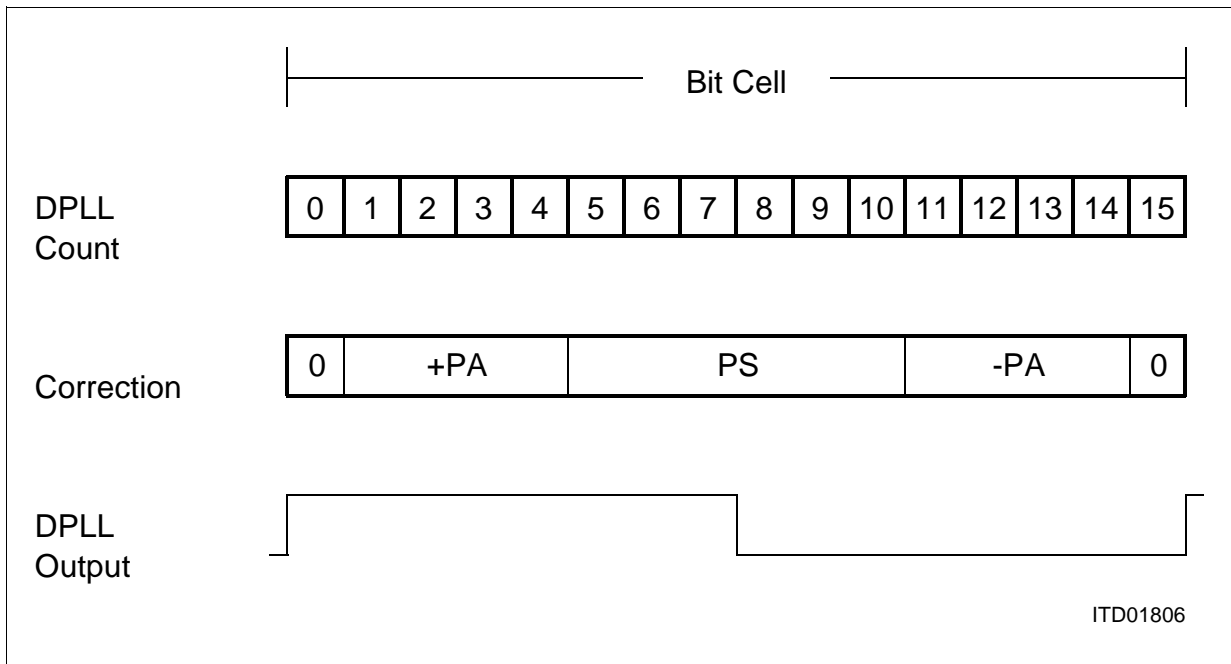 Bit Cell
DPLL
Count
0 1 2 3 4 5 6 7 8 9 10 11 12 13 14 15
Correction
0 +PA PS -PA 0
DPLL
Output
ITD01806